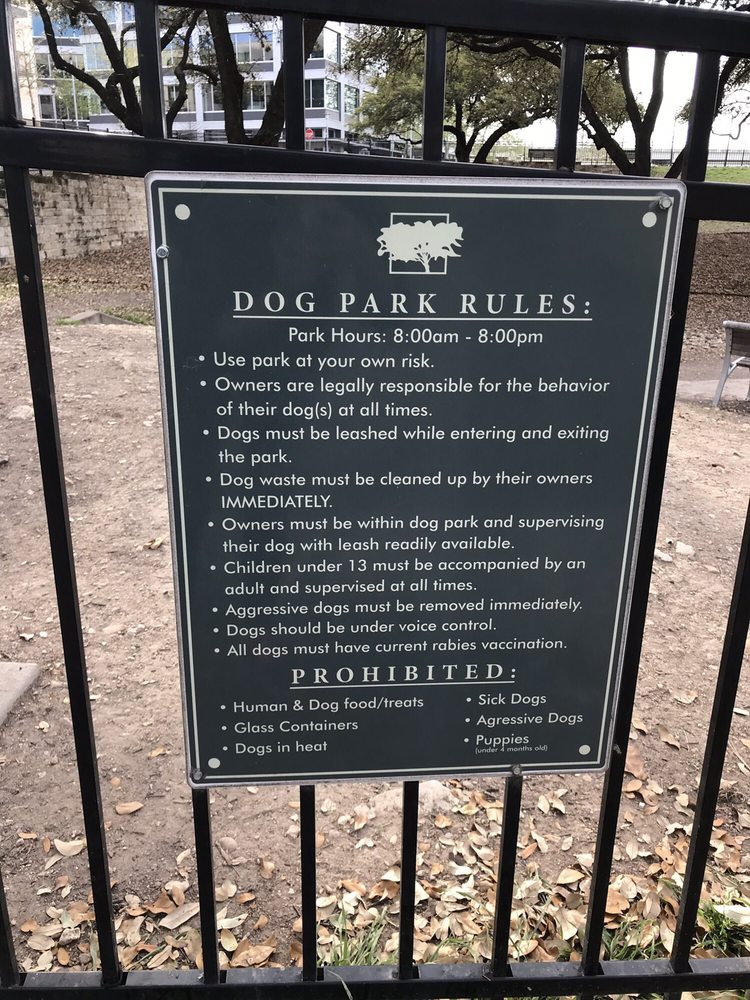 DOG PARK RULES:
Park Hours: 8:00am - 8:00pm
• Use park at your own risk.
• Owners are legally responsible for the behavior
of their dog(s) at all times.
• Dogs must be leashed while entering and exiting
the park.
• Dog waste must be cleaned up by their owners
IMMEDIATELY.
• Owners must be within dog park and supervising
their dog with leash readily available.
• Children under 13 must be accompanied by an
adult and supervised at all times.
• Aggressive dogs must be removed immediately.
• Dogs should be under voice control.
• All dogs must have current rabies vaccination.
PROHIBITED:
• Human & Dog food/treats
• Glass Containers
• Dogs in heat
• Sick Dogs
• Agressive Dogs
• Puppies
(under 4 months old)